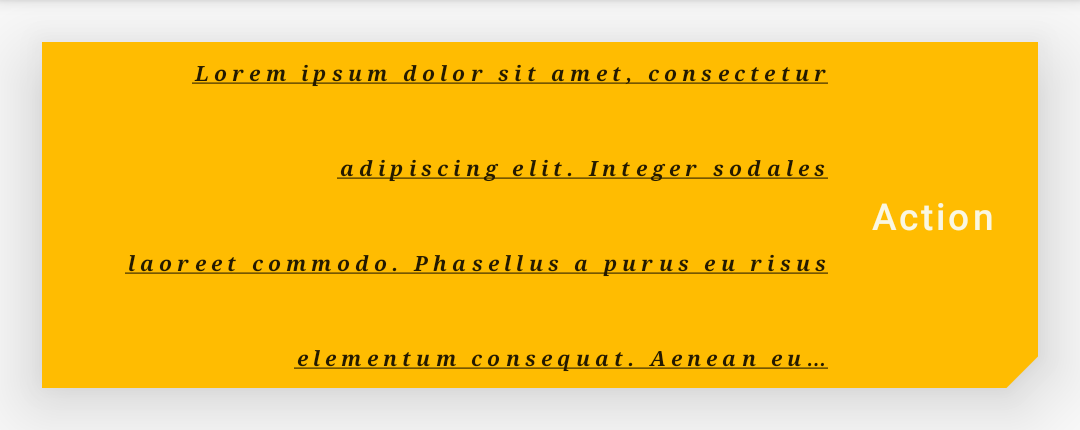 Lorem ipsum dolor sit amet, consectetur
adipiscing elit. Integer sodales
laoreet commodo. Phasellus a purus eu risus
elementum consequat. Aenean eu…
Action